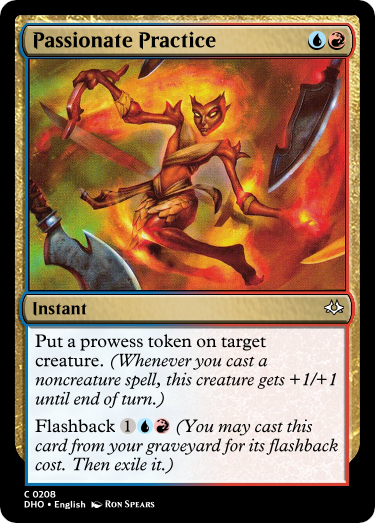 Passionate Practice
Instant
Put a prowess token on target
creature. (Whenever you cast a
noncreature spell, this creature gets +1/+1
until end of turn.)
Flashback 1 (You may cast this
card from your graveyard for its flashback
cost. Then exile it.)
C 0208
DHO • English Ron Spears